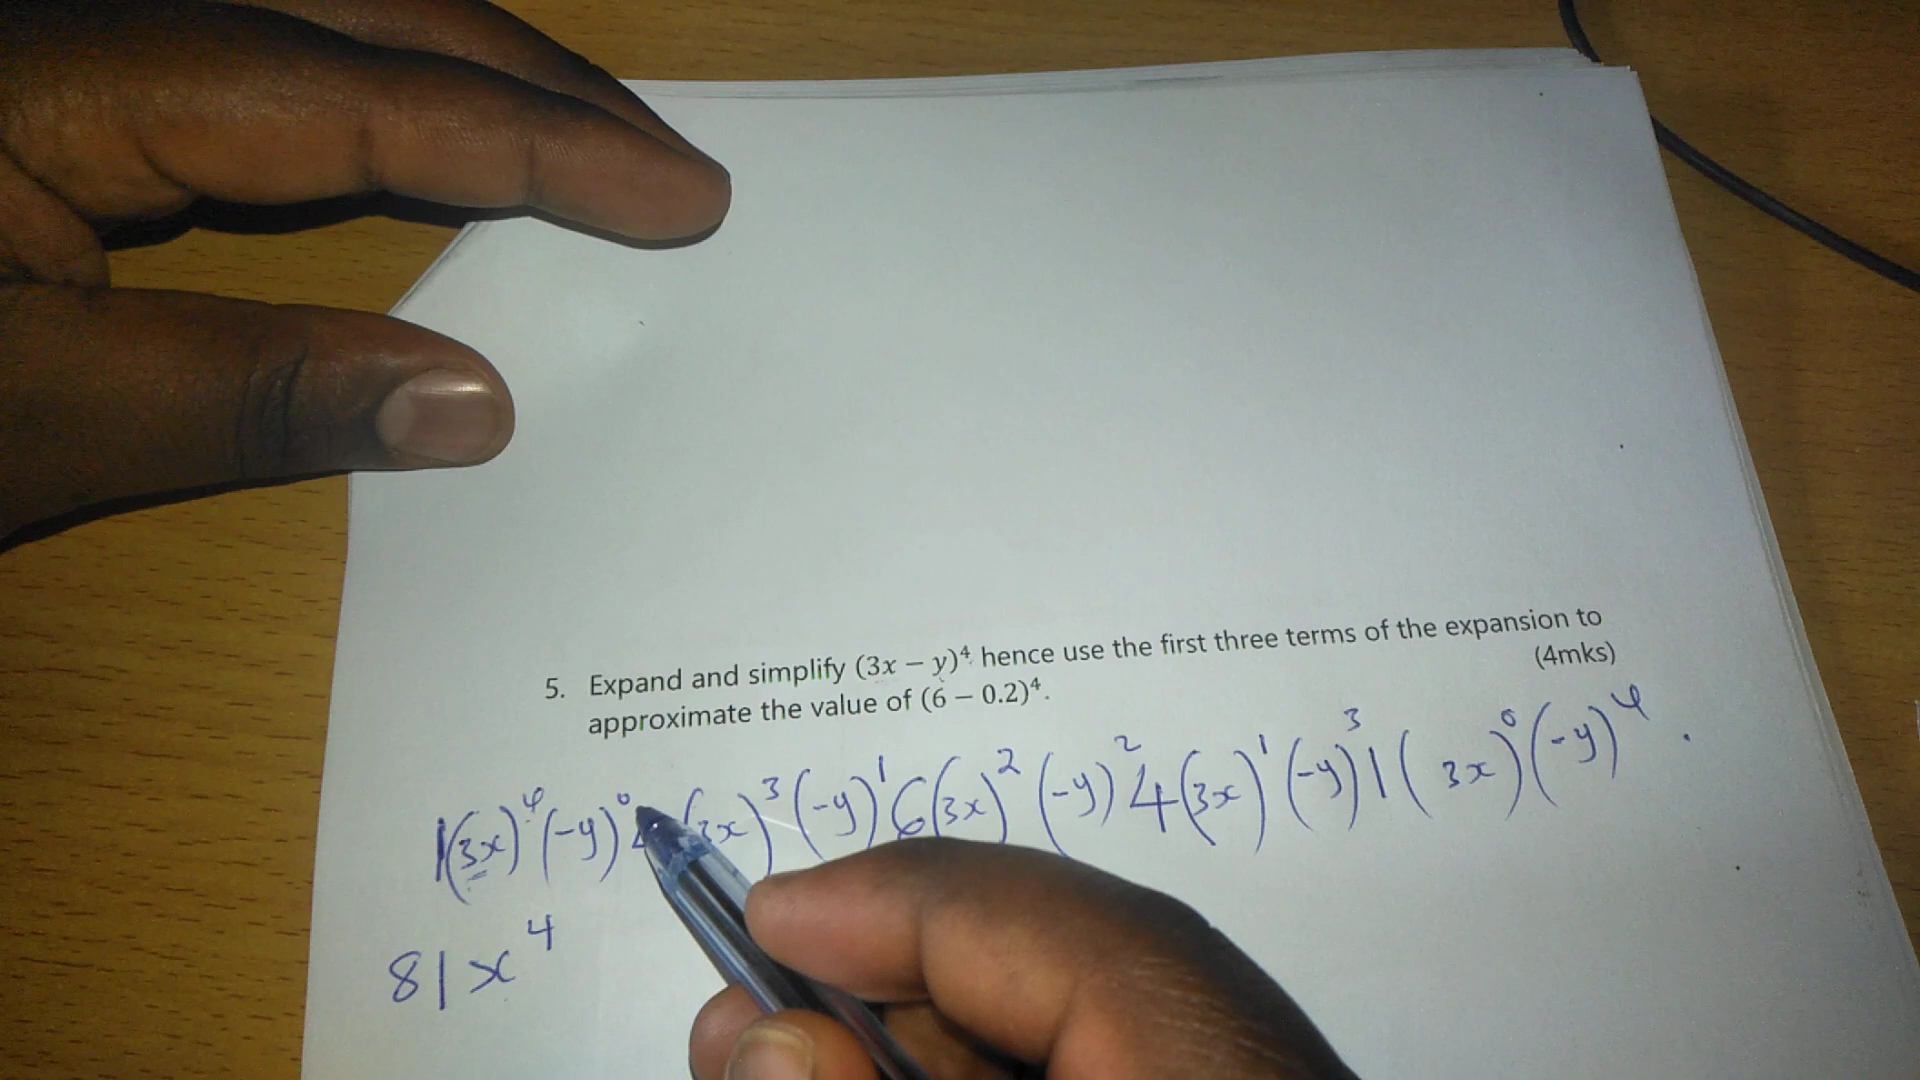 5. Expand and simplify (3x − y)⁴ hence use the first three terms of the expansion to
(4mks)
approximate the value of (6 − 0.2)⁴.
1(3x)⁴(-y)⁰ 4(3x)³(-y)¹ 6(3x)²(-y)² 4(3x)¹(-y)³ 1(3x)⁰(-y)⁴
81x⁴